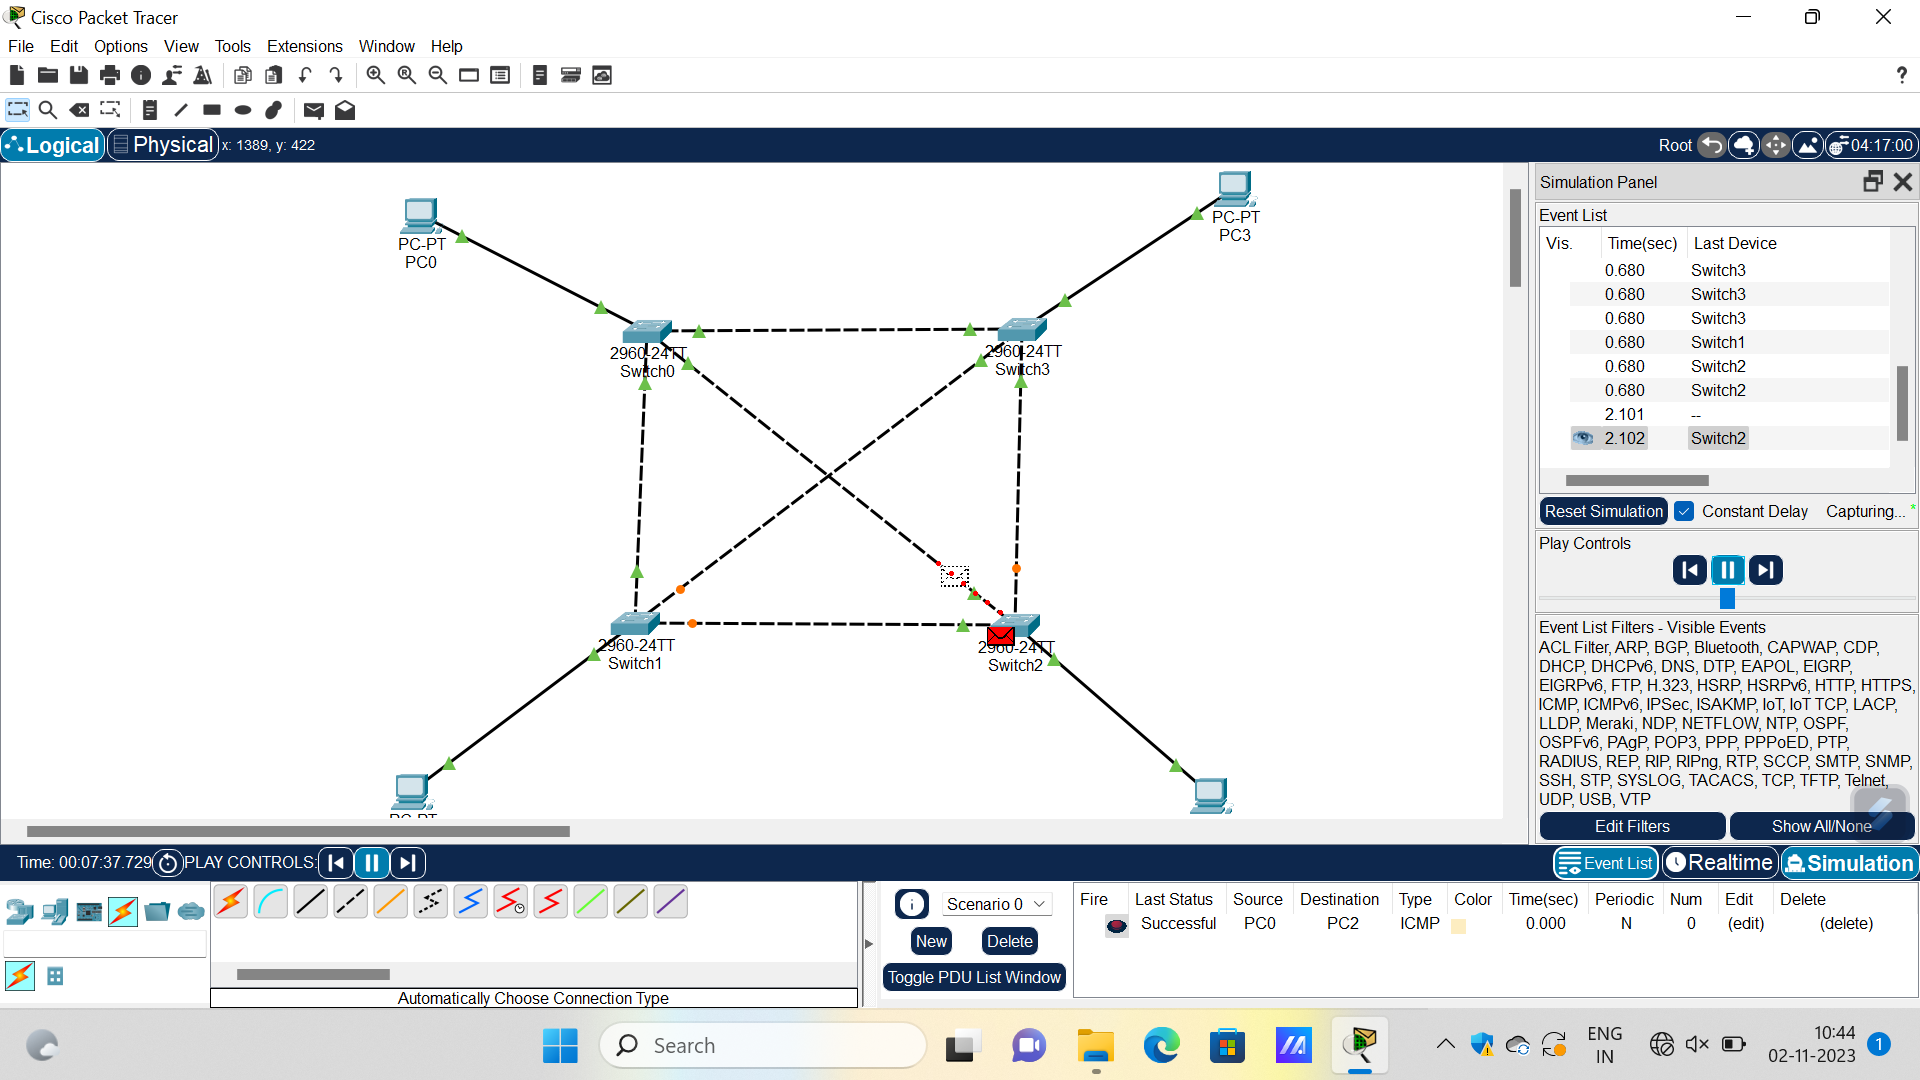 Cisco Packet Tracer
File Edit Options View Tools Extensions Window Help
?
Logical Physical x: 1389, y: 422 Root 04:17:00
PC-PT
PC0
PC-PT
PC3
2960-24TT
Switch0
2960-24TT
Switch3
2960-24TT
Switch1
2960-24TT
Switch2
PC-PT
Simulation Panel
Event List
Vis. Time(sec) Last Device
0.680 Switch3
0.680 Switch3
0.680 Switch3
0.680 Switch1
0.680 Switch2
0.680 Switch2
2.101 --
2.102 Switch2
Reset Simulation Constant Delay Capturing... *
Play Controls
Event List Filters - Visible Events
ACL Filter, ARP, BGP, Bluetooth, CAPWAP, CDP,
DHCP, DHCPv6, DNS, DTP, EAPOL, EIGRP,
EIGRPv6, FTP, H.323, HSRP, HSRPv6, HTTP, HTTPS,
ICMP, ICMPv6, IPSec, ISAKMP, IoT, IoT TCP, LACP,
LLDP, Meraki, NDP, NETFLOW, NTP, OSPF,
OSPFv6, PAgP, POP3, PPP, PPPoED, PTP,
RADIUS, REP, RIP, RIPng, RTP, SCCP, SMTP, SNMP,
SSH, STP, SYSLOG, TACACS, TCP, TFTP, Telnet,
UDP, USB, VTP
Edit Filters Show All/None
Time: 00:07:37.729 PLAY CONTROLS: Event List Realtime Simulation
Automatically Choose Connection Type
Scenario 0
New Delete
Toggle PDU List Window
Fire Last Status Source Destination Type Color Time(sec) Periodic Num Edit Delete
Successful PC0 PC2 ICMP 0.000 N 0 (edit) (delete)
Search
ENG
IN
10:44
02-11-2023
1